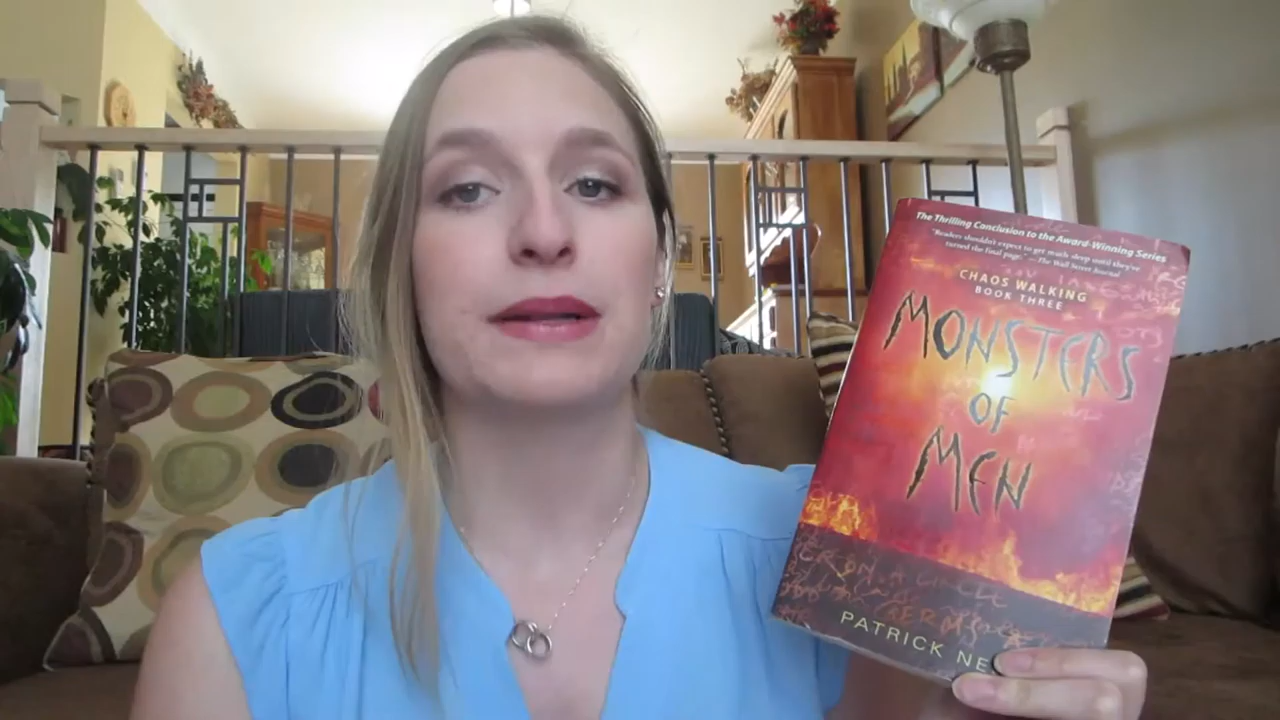 The Thrilling Conclusion to the Award-Winning Series
"Readers shouldn't expect to get much sleep until they've
turned the final page." — The Wall Street Journal
CHAOS WALKING
BOOK THREE
MONSTERS
OF
MEN
PATRICK NE